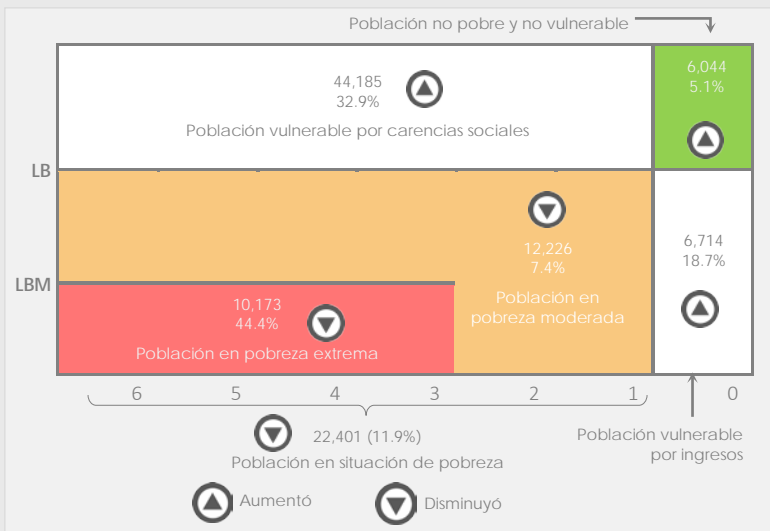 Población no pobre y no vulnerable
44,185
32.9%
Población vulnerable por carencias sociales
6,044
5.1%
LB
12,226
7.4%
Población en
pobreza moderada
6,714
18.7%
LBM
10,173
44.4%
Población en pobreza extrema
6 5 4 3 2 1 0
22,401 (11.9%)
Población en situación de pobreza
Población vulnerable
por ingresos
Aumentó
Disminuyó